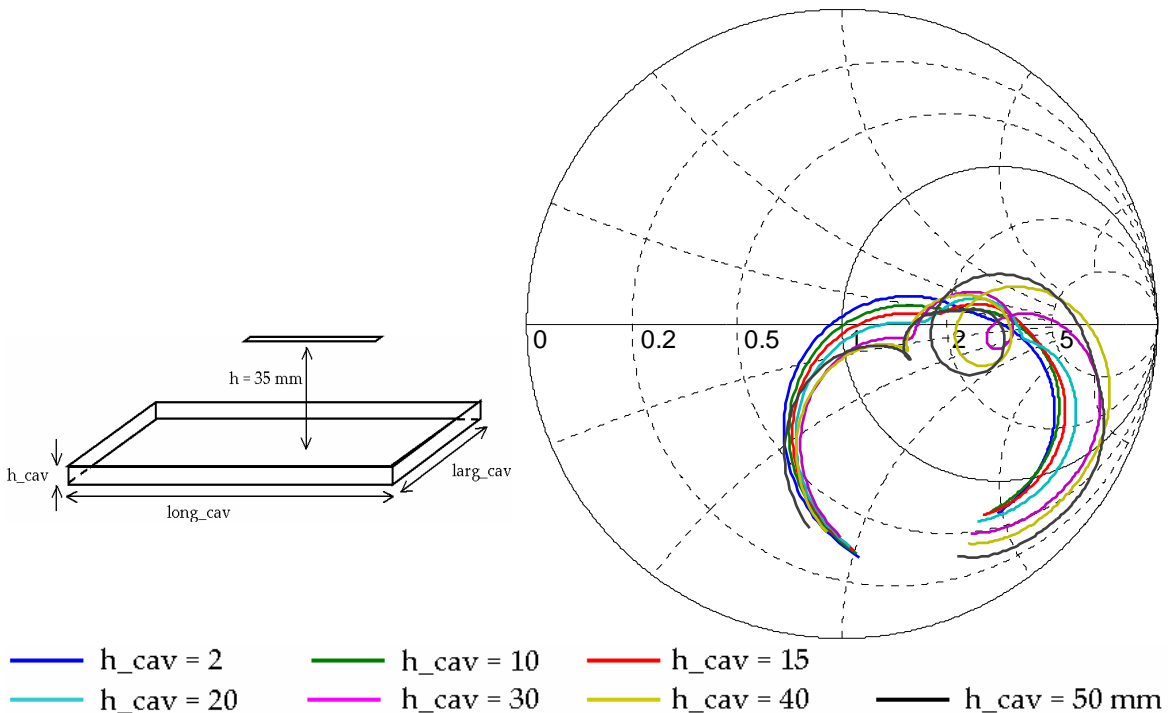 h = 35 mm
h_cav
larg_cav
long_cav
0 0.2 0.5 1 2 5
h_cav = 2 h_cav = 10 h_cav = 15
h_cav = 20 h_cav = 30 h_cav = 40 h_cav = 50 mm